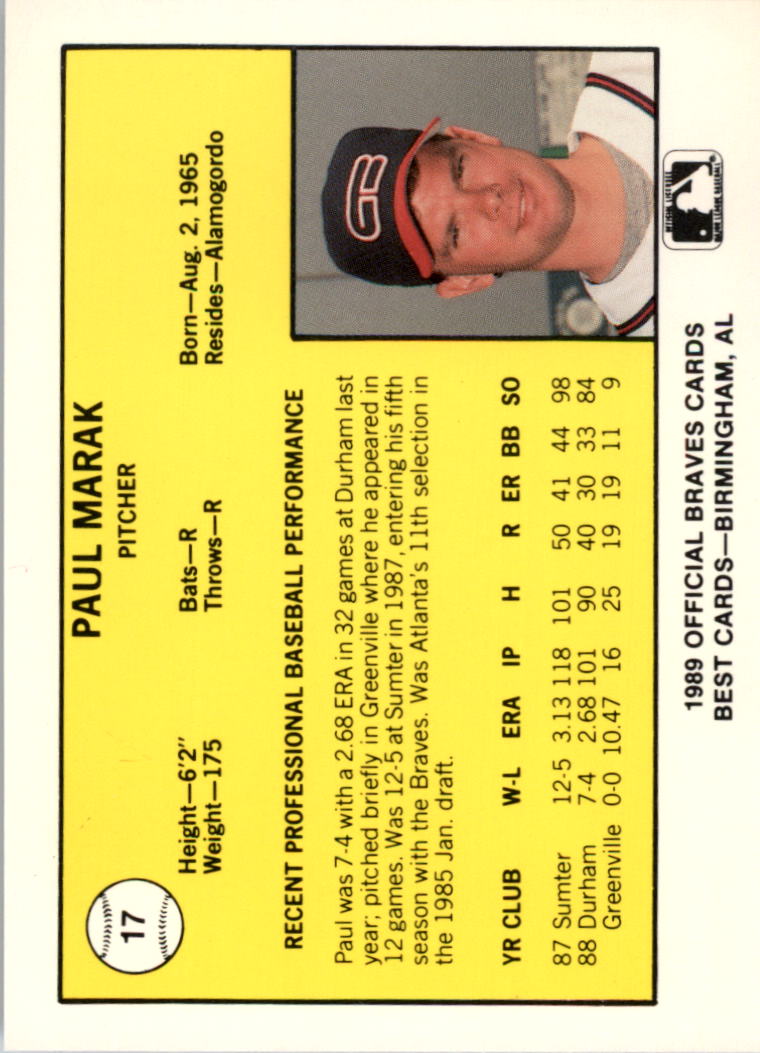 17
PAUL MARAK
PITCHER
Height—6'2" Bats—R Born—Aug. 2, 1965
Weight—175 Throws—R Resides—Alamogordo
RECENT PROFESSIONAL BASEBALL PERFORMANCE
Paul was 7-4 with a 2.68 ERA in 32 games at Durham last
year; pitched briefly in Greenville where he appeared in
12 games. Was 12-5 at Sumter in 1987, entering his fifth
season with the Braves. Was Atlanta's 11th selection in
the 1985 Jan. draft.
YR CLUB W-L ERA IP H R ER BB SO
87 Sumter 12-5 3.13 118 101 50 41 44 98
88 Durham 7-4 2.68 101 90 40 30 33 84
Greenville 0-0 10.47 16 25 19 19 11 9
GB
1989 OFFICIAL BRAVES CARDS
BEST CARDS—BIRMINGHAM, AL
OFFICIAL LICENSEE
MAJOR LEAGUE BASEBALL
®